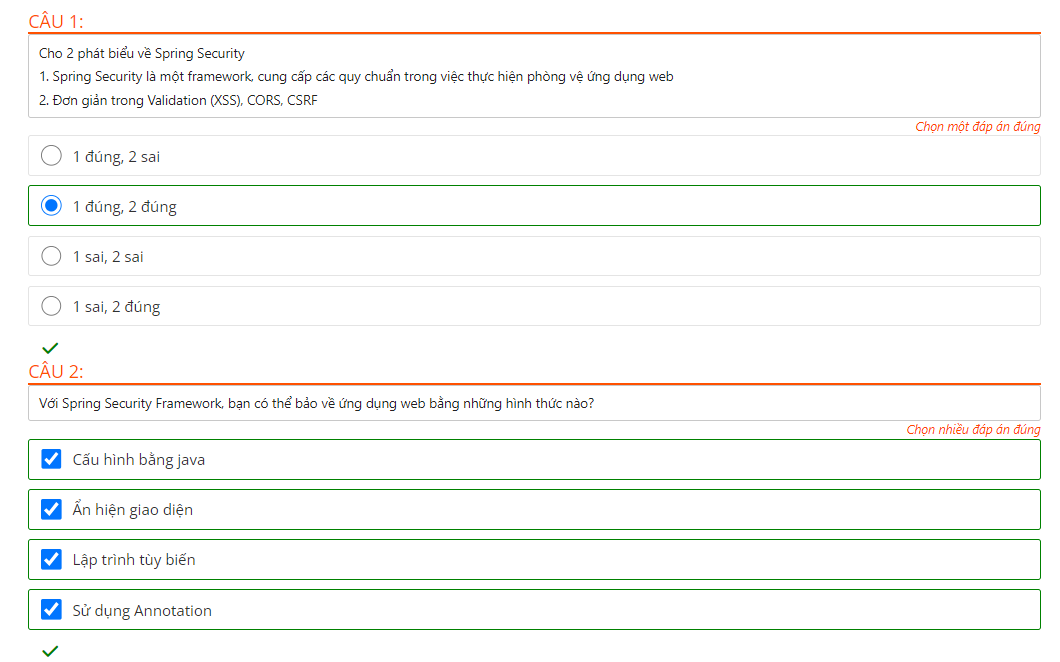 CÂU 1:
Cho 2 phát biểu về Spring Security
1. Spring Security là một framework, cung cấp các quy chuẩn trong việc thực hiện phòng vệ ứng dụng web
2. Đơn giản trong Validation (XSS), CORS, CSRF
Chọn một đáp án đúng
1 đúng, 2 sai
1 đúng, 2 đúng
1 sai, 2 sai
1 sai, 2 đúng
CÂU 2:
Với Spring Security Framework, bạn có thể bảo về ứng dụng web bằng những hình thức nào?
Chọn nhiều đáp án đúng
Cấu hình bằng java
Ẩn hiện giao diện
Lập trình tùy biến
Sử dụng Annotation